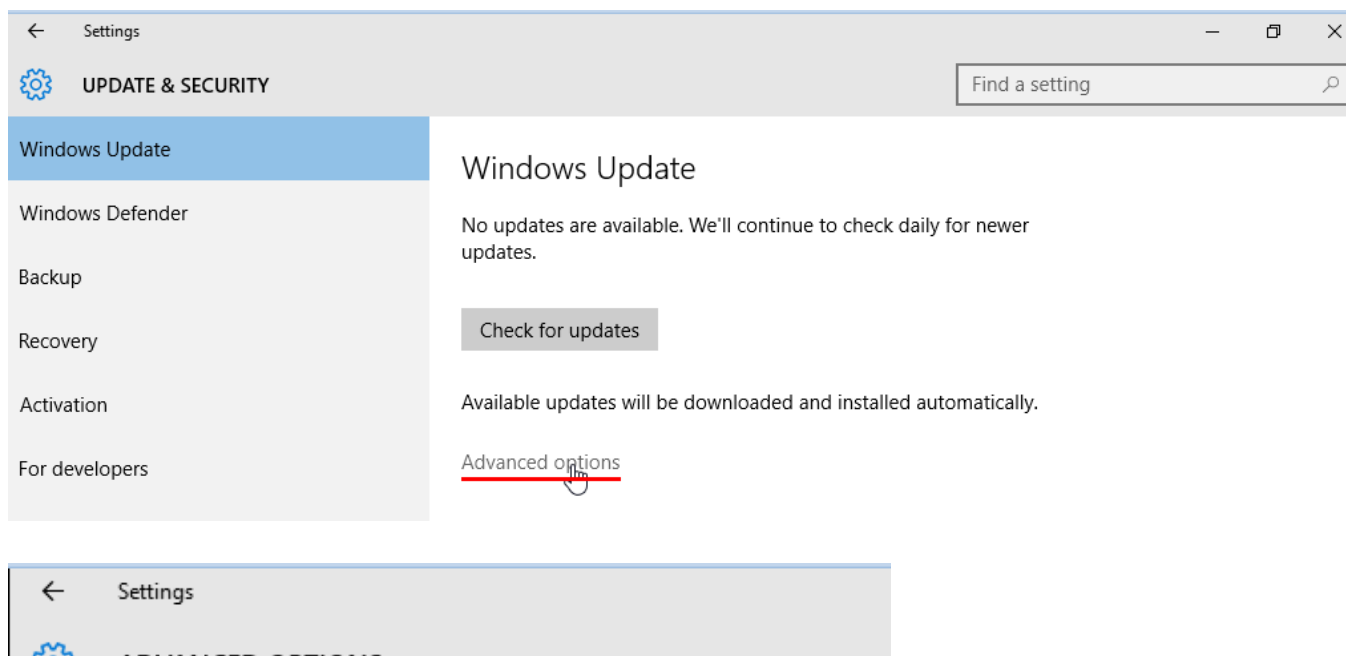 Settings
UPDATE & SECURITY
Find a setting
Windows Update
Windows Defender
Backup
Recovery
Activation
For developers
Windows Update
No updates are available. We'll continue to check daily for newer
updates.
Check for updates
Available updates will be downloaded and installed automatically.
Advanced options
Settings
ADVANCED OPTIONS